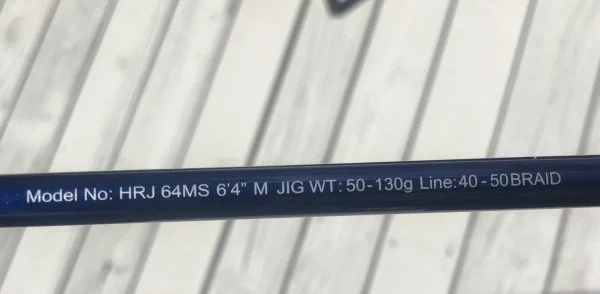 Model No: HRJ 64MS 6'4" M JIG WT: 50-130g Line: 40 - 50BRAID